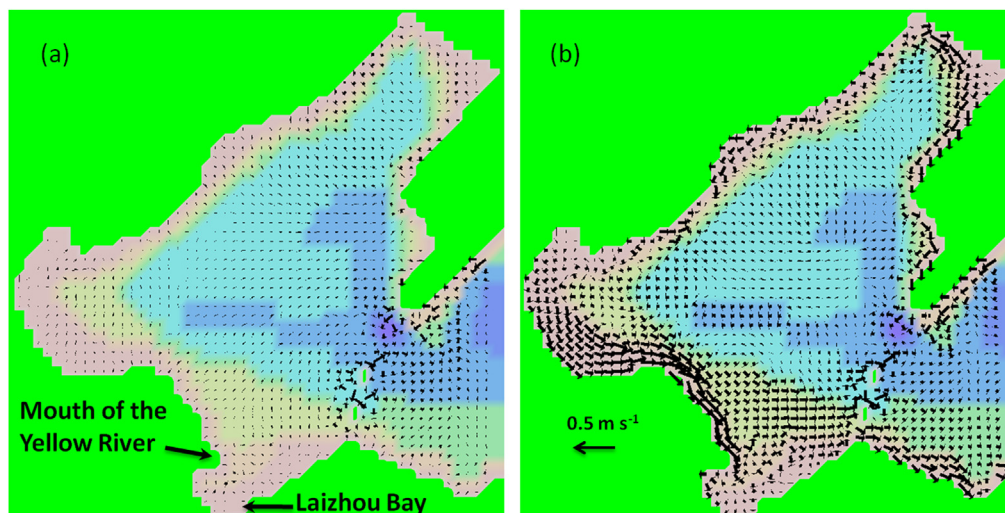 (a)
(b)
0.5 m s⁻¹
Mouth of the
Yellow River
Laizhou Bay